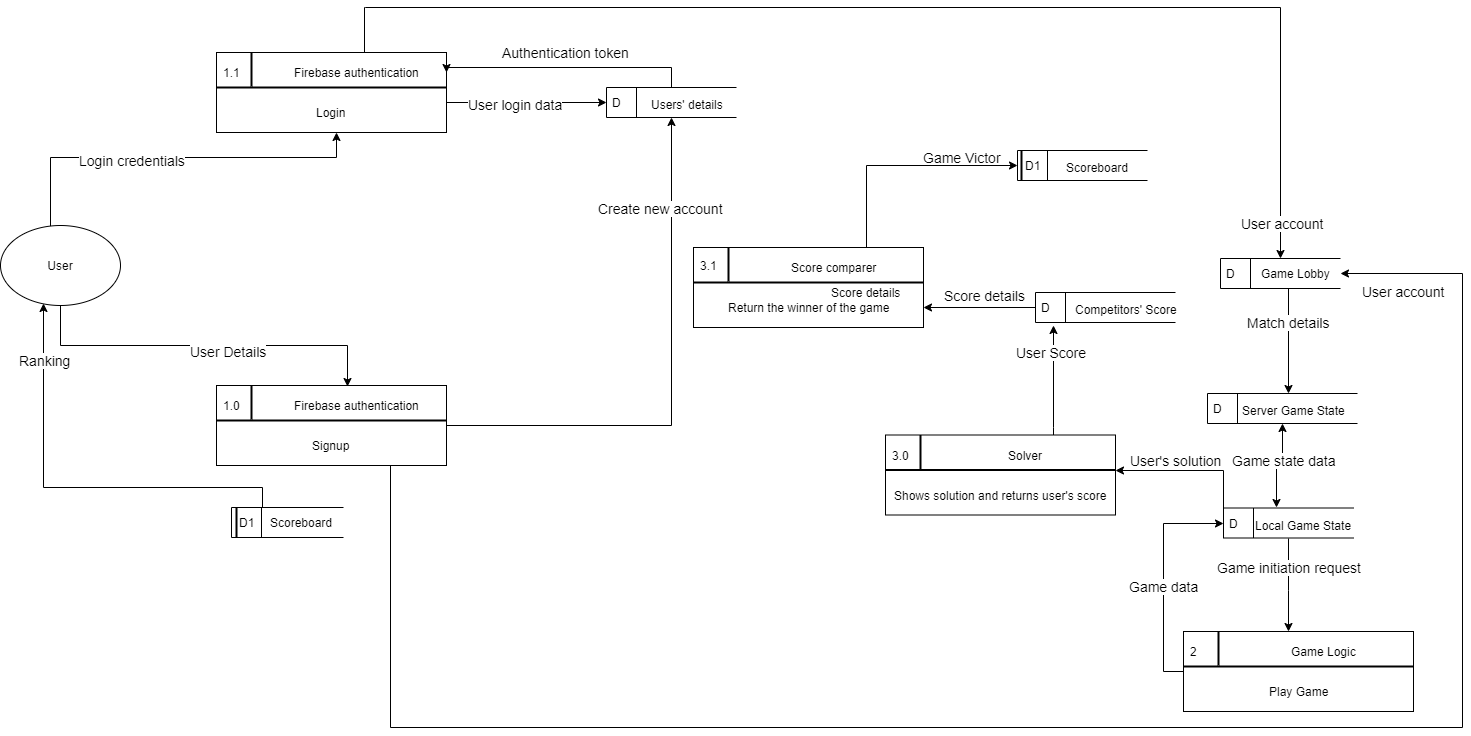 Authentication token
1.1
Firebase authentication
Login
User login data
D
Users' details
Login credentials
Game Victor
D1
Scoreboard
Create new account
User account
User
3.1
Score comparer
Score details
Return the winner of the game
Score details
D
Competitors' Score
D
Game Lobby
User account
Match details
Ranking
User Details
User Score
1.0
Firebase authentication
Signup
D
Server Game State
3.0
Solver
Shows solution and returns user's score
User's solution
Game state data
D1
Scoreboard
D
Local Game State
Game initiation request
Game data
2
Game Logic
Play Game